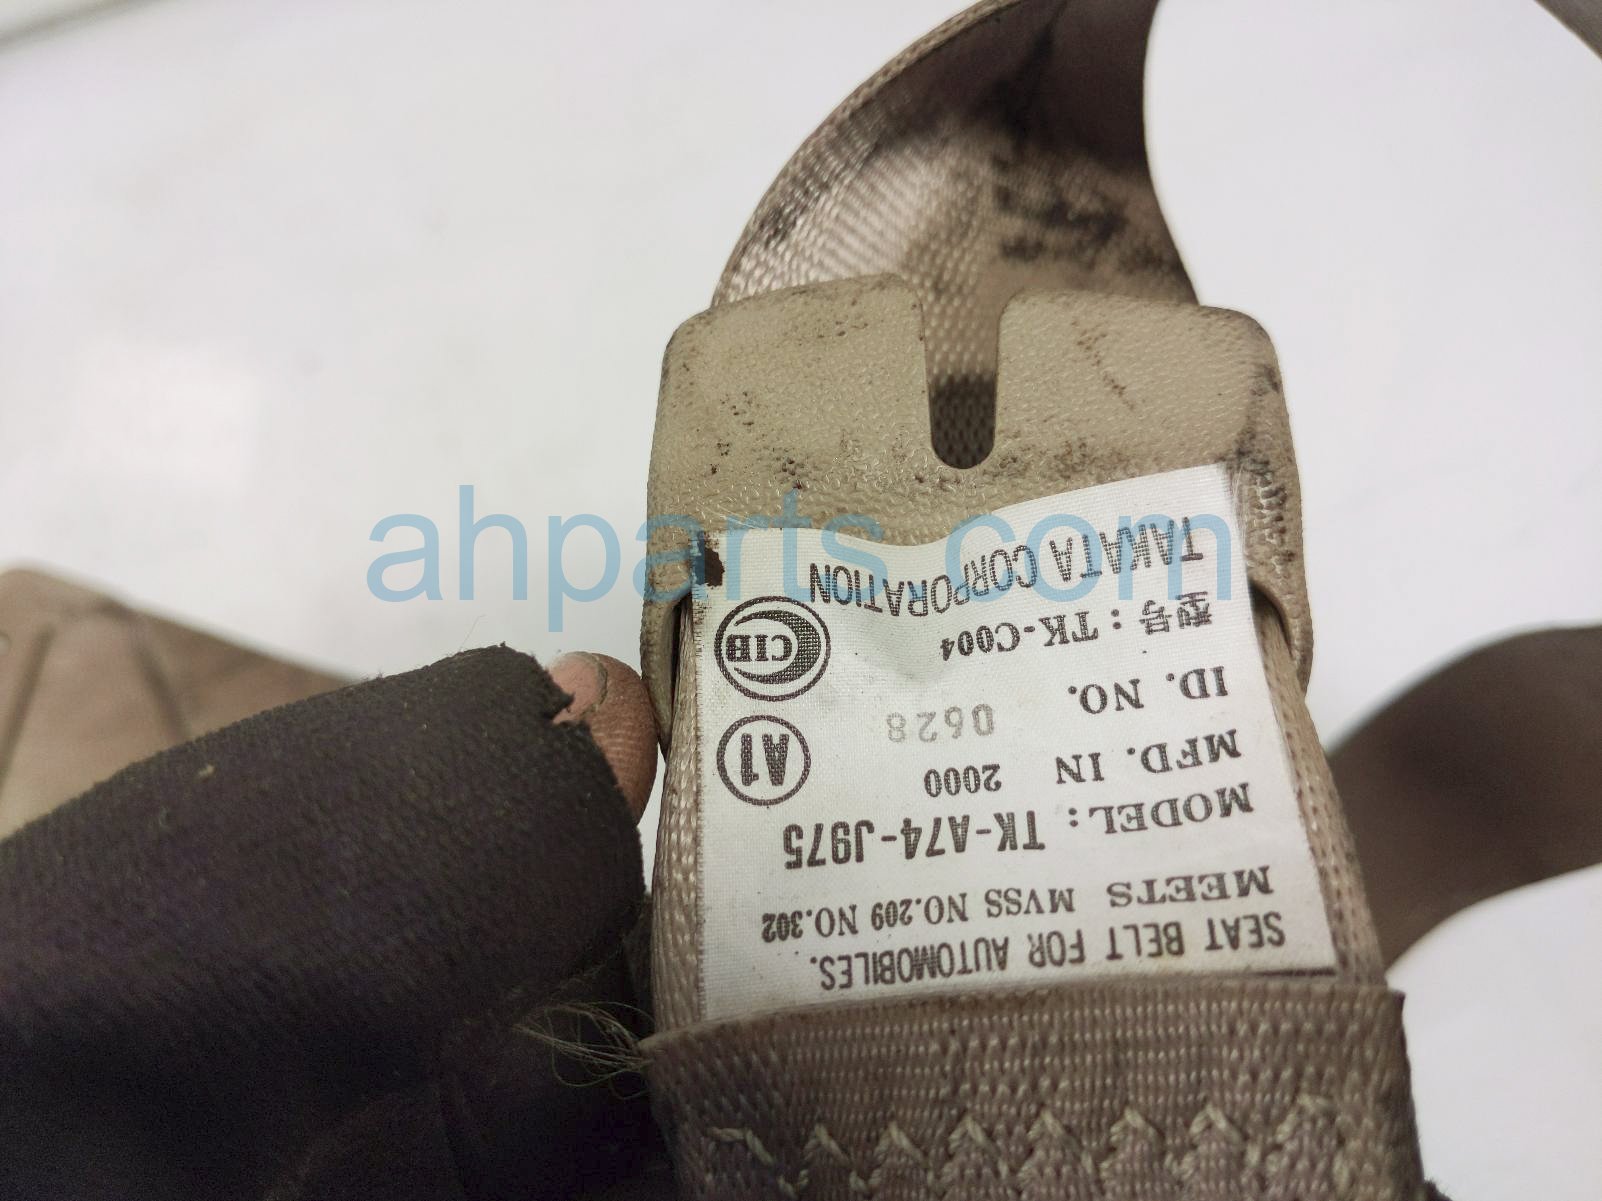 SEAT BELT FOR AUTOMOBILES.
MEETS MVSS NO.209 NO.302
MODEL: TK-A74-J975
MFD. IN 2000
ID. NO. 0628
A1
型号: TK-C004
CIB
TAKATA CORPORATION
ahparts.com